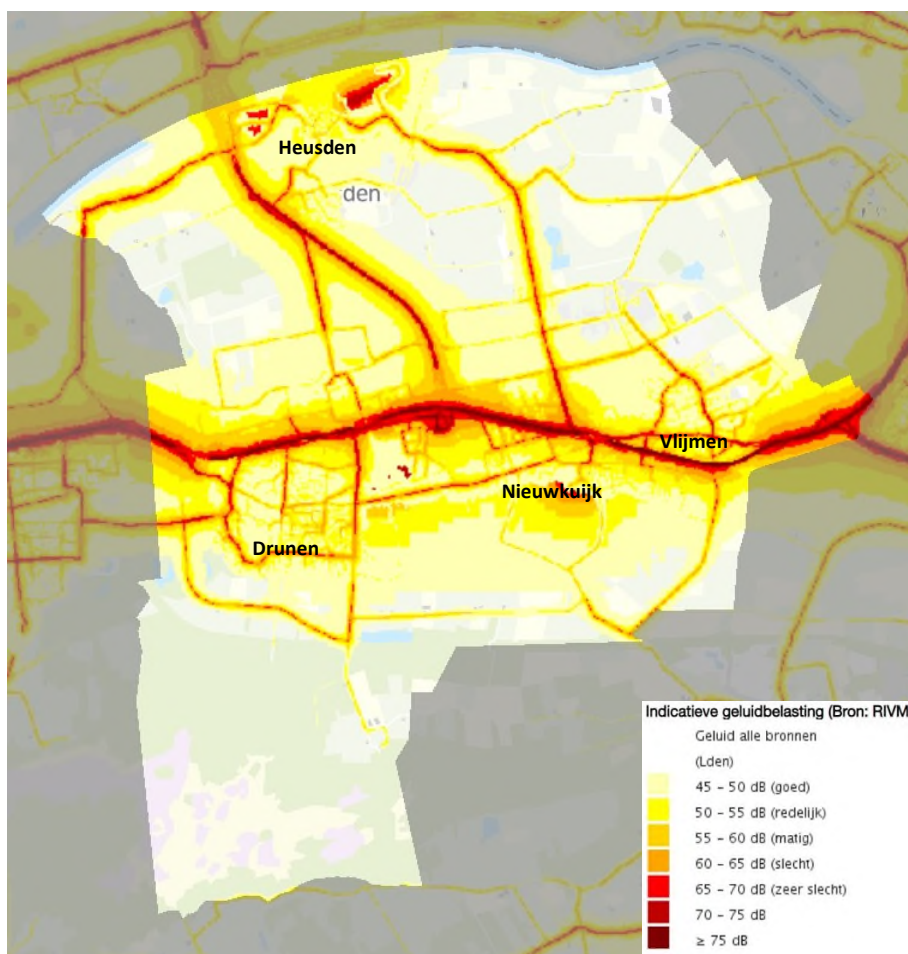 Heusden
den
Vlijmen
Nieuwkuijk
Drunen
Indicatieve geluidbelasting (Bron: RIVM
Geluid alle bronnen
(Lden)
45 – 50 dB (goed)
50 – 55 dB (redelijk)
55 – 60 dB (matig)
60 – 65 dB (slecht)
65 – 70 dB (zeer slecht)
70 – 75 dB
≥ 75 dB